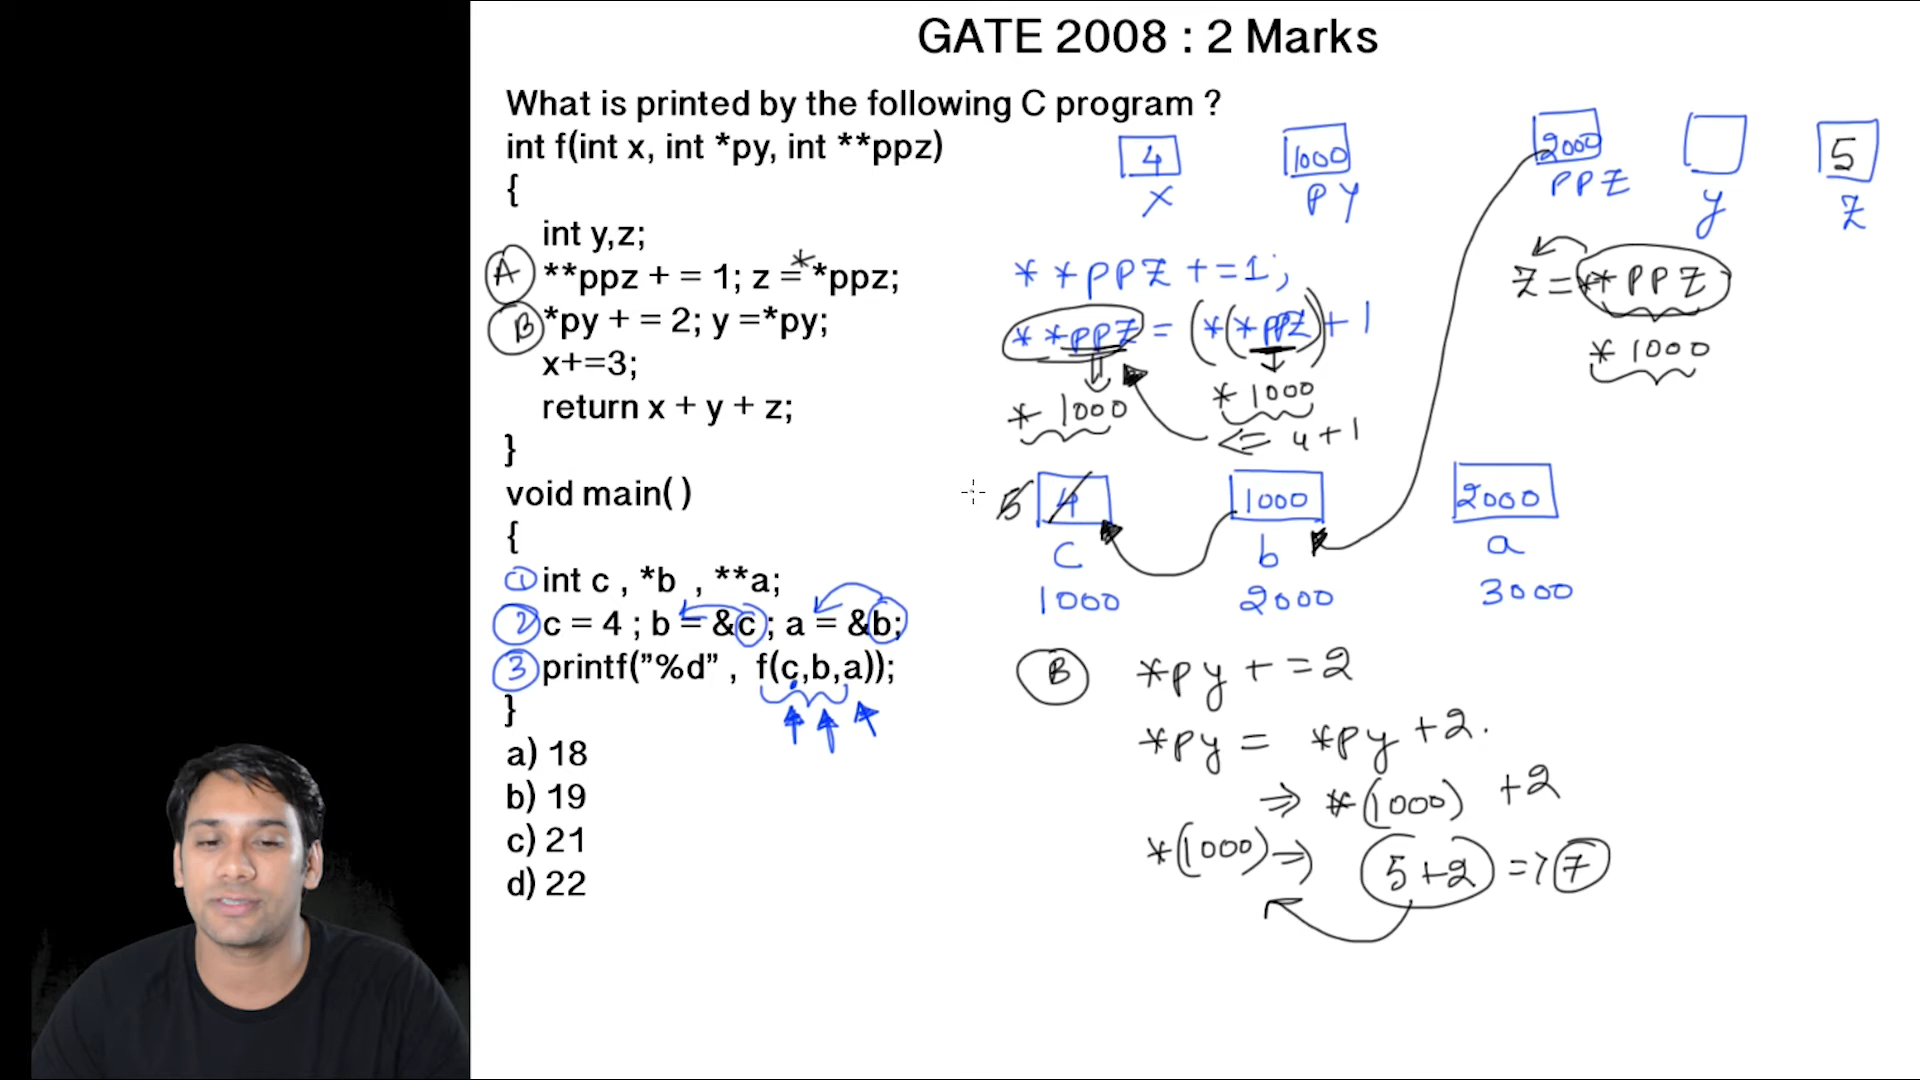 GATE 2008 : 2 Marks
What is printed by the following C program ?
int f(int x, int *py, int **ppz)
{
int y,z;
A **ppz + = 1; z = **ppz;
B *py + = 2; y =*py;
x+=3;
return x + y + z;
}
void main( )
{
1 int c , *b , **a;
2 c = 4 ; b = &c ; a = &b;
3 printf("%d" , f(c,b,a));
}
a) 18
b) 19
c) 21
d) 22
4 1000 2000 5
x PY PPZ y Z
**PPZ +=1;
**PPZ = (*(*PPZ))+1
* 1000 * 1000
<= 4+1
Z = **PPZ
* 1000
5 4 1000 2000
C b a
1000 2000 3000
B *py + = 2
*py = *py +2.
⇒ *(1000) +2
*(1000) ⇒ 5+2 => 7